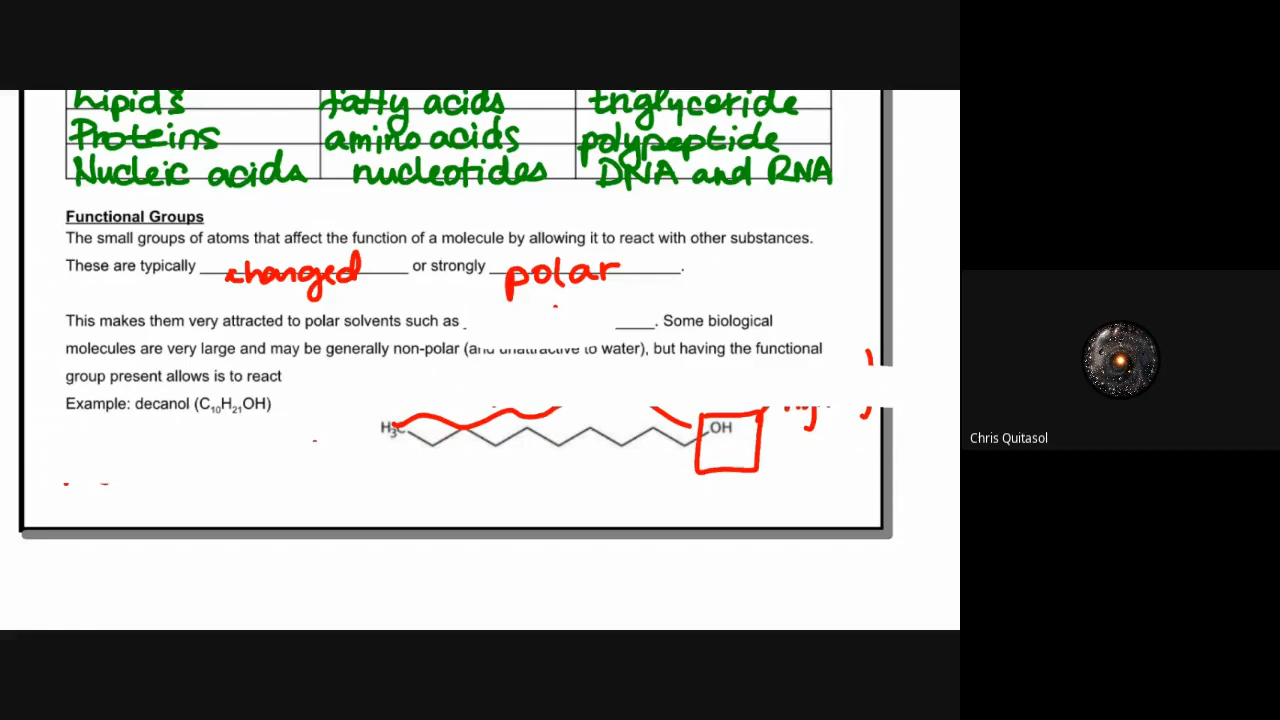 Lipids fatty acids triglyceride
Proteins amino acids polypeptide
Nucleic acids nucleotides DNA and RNA
Functional Groups
The small groups of atoms that affect the function of a molecule by allowing it to react with other substances.
These are typically changed or strongly polar.
This makes them very attracted to polar solvents such as ____. Some biological
molecules are very large and may be generally non-polar (and unattractive to water), but having the functional
group present allows is to react
Example: decanol (C10H21OH)
H3C OH
Chris Quitasol